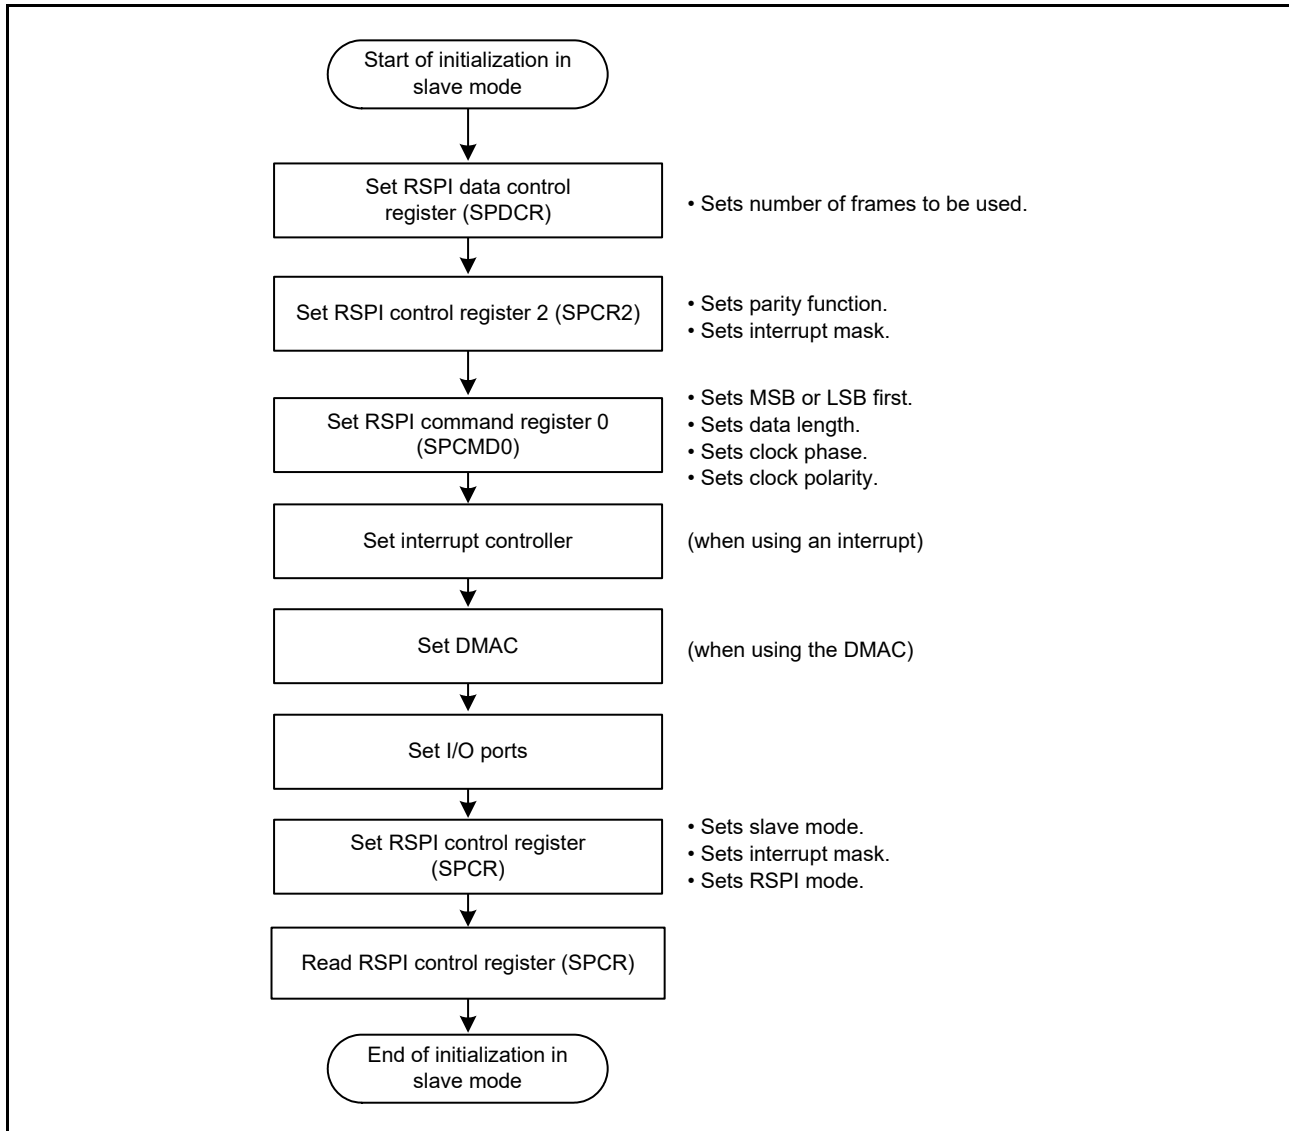 Start of initialization in
slave mode
Set RSPI data control
register (SPDCR)
• Sets number of frames to be used.
Set RSPI control register 2 (SPCR2)
• Sets parity function.
• Sets interrupt mask.
Set RSPI command register 0
(SPCMD0)
• Sets MSB or LSB first.
• Sets data length.
• Sets clock phase.
• Sets clock polarity.
Set interrupt controller
(when using an interrupt)
Set DMAC
(when using the DMAC)
Set I/O ports
Set RSPI control register
(SPCR)
• Sets slave mode.
• Sets interrupt mask.
• Sets RSPI mode.
Read RSPI control register (SPCR)
End of initialization in
slave mode